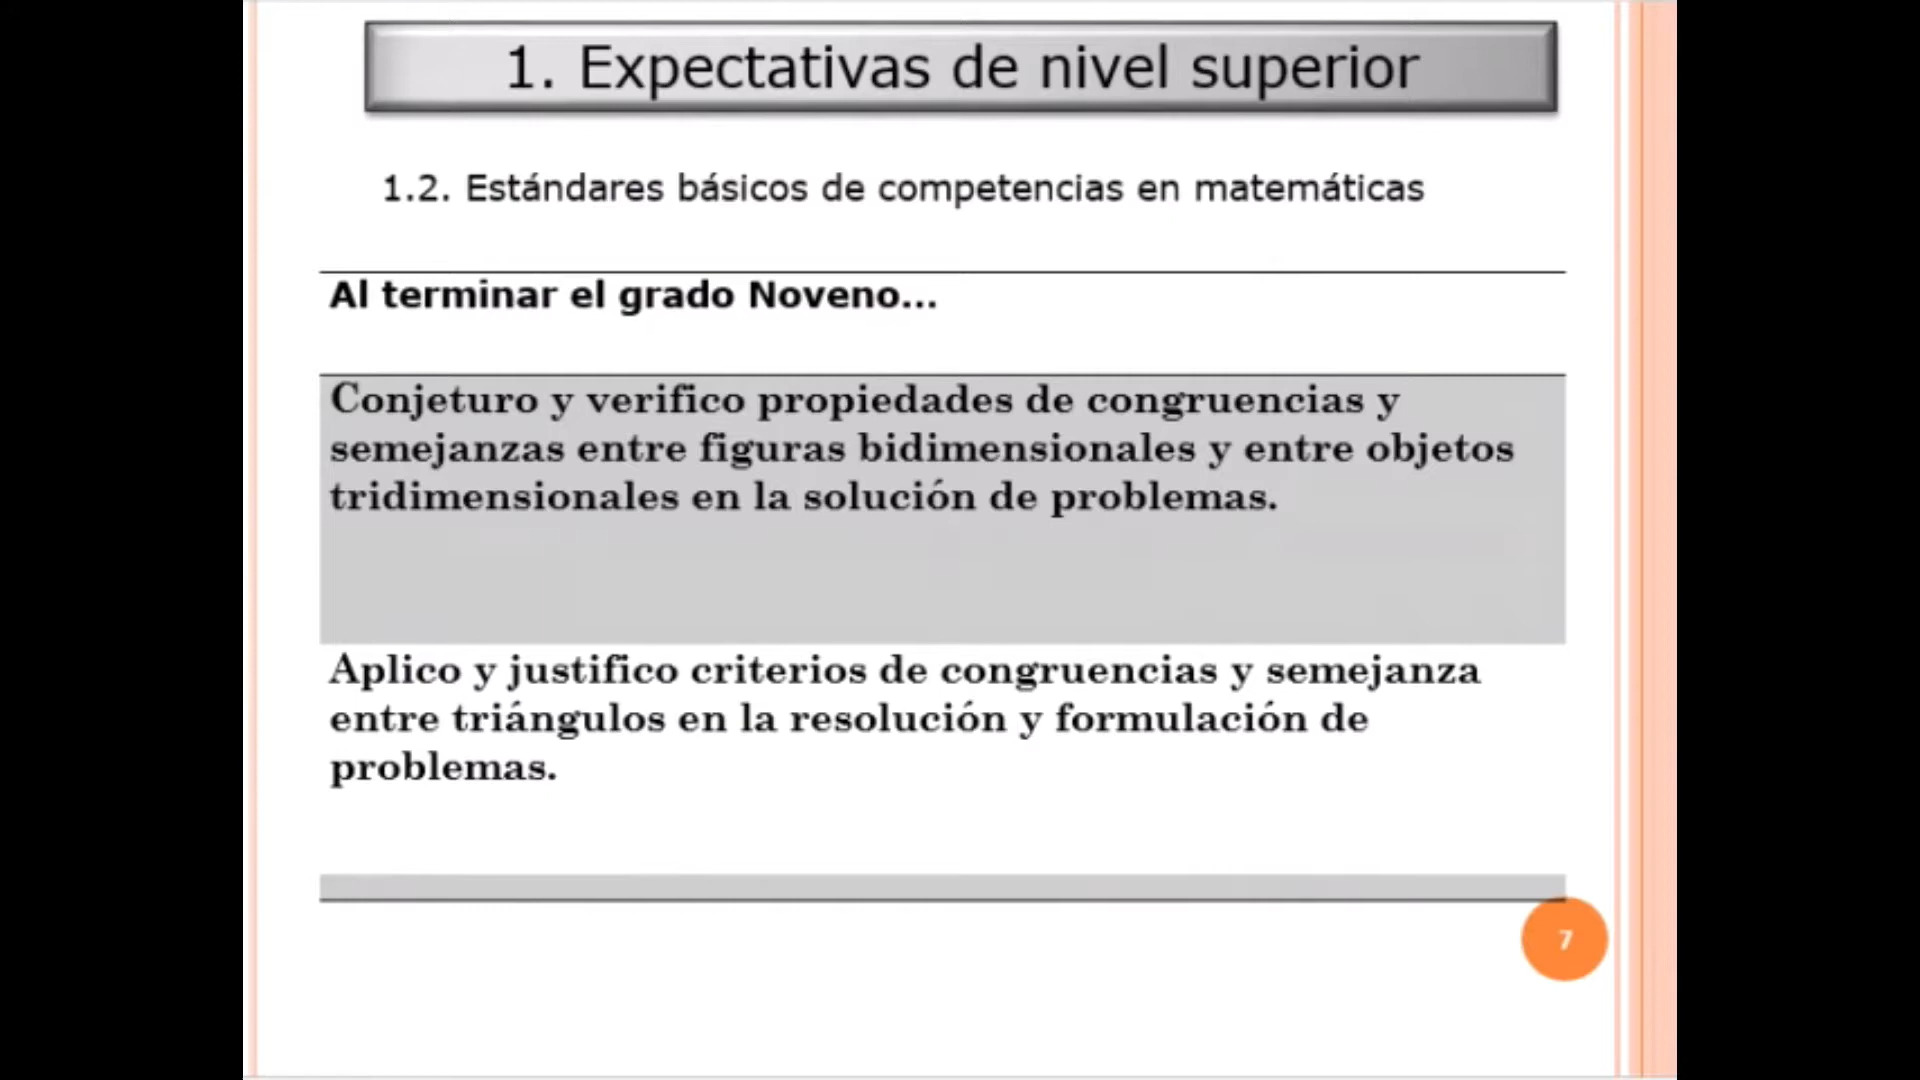 1. Expectativas de nivel superior
1.2. Estándares básicos de competencias en matemáticas
Al terminar el grado Noveno...
Conjeturo y verifico propiedades de congruencias y
semejanzas entre figuras bidimensionales y entre objetos
tridimensionales en la solución de problemas.
Aplico y justifico criterios de congruencias y semejanza
entre triángulos en la resolución y formulación de
problemas.
7